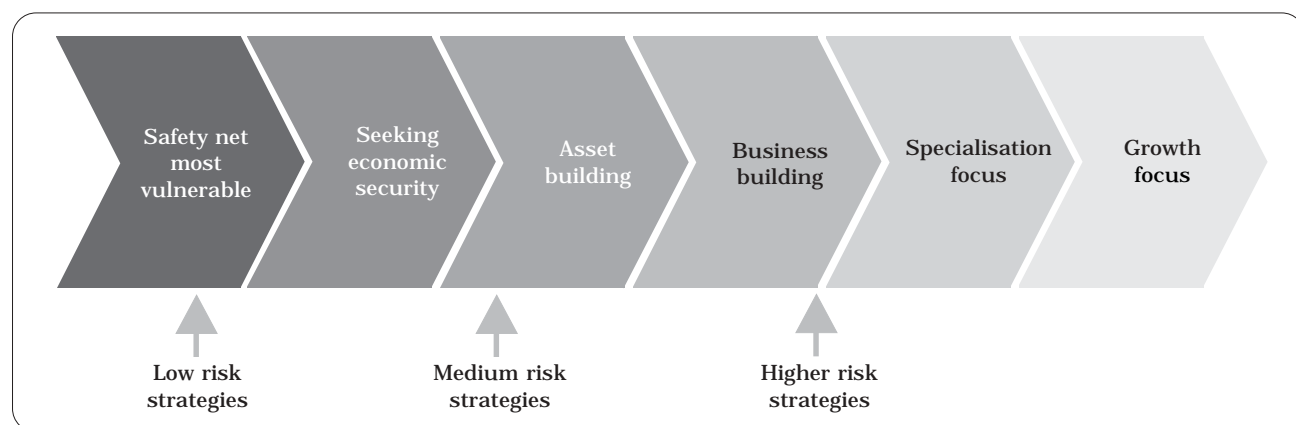 Safety net
most
vulnerable
Seeking
economic
security
Asset
building
Business
building
Specialisation
focus
Growth
focus
Low risk
strategies
Medium risk
strategies
Higher risk
strategies